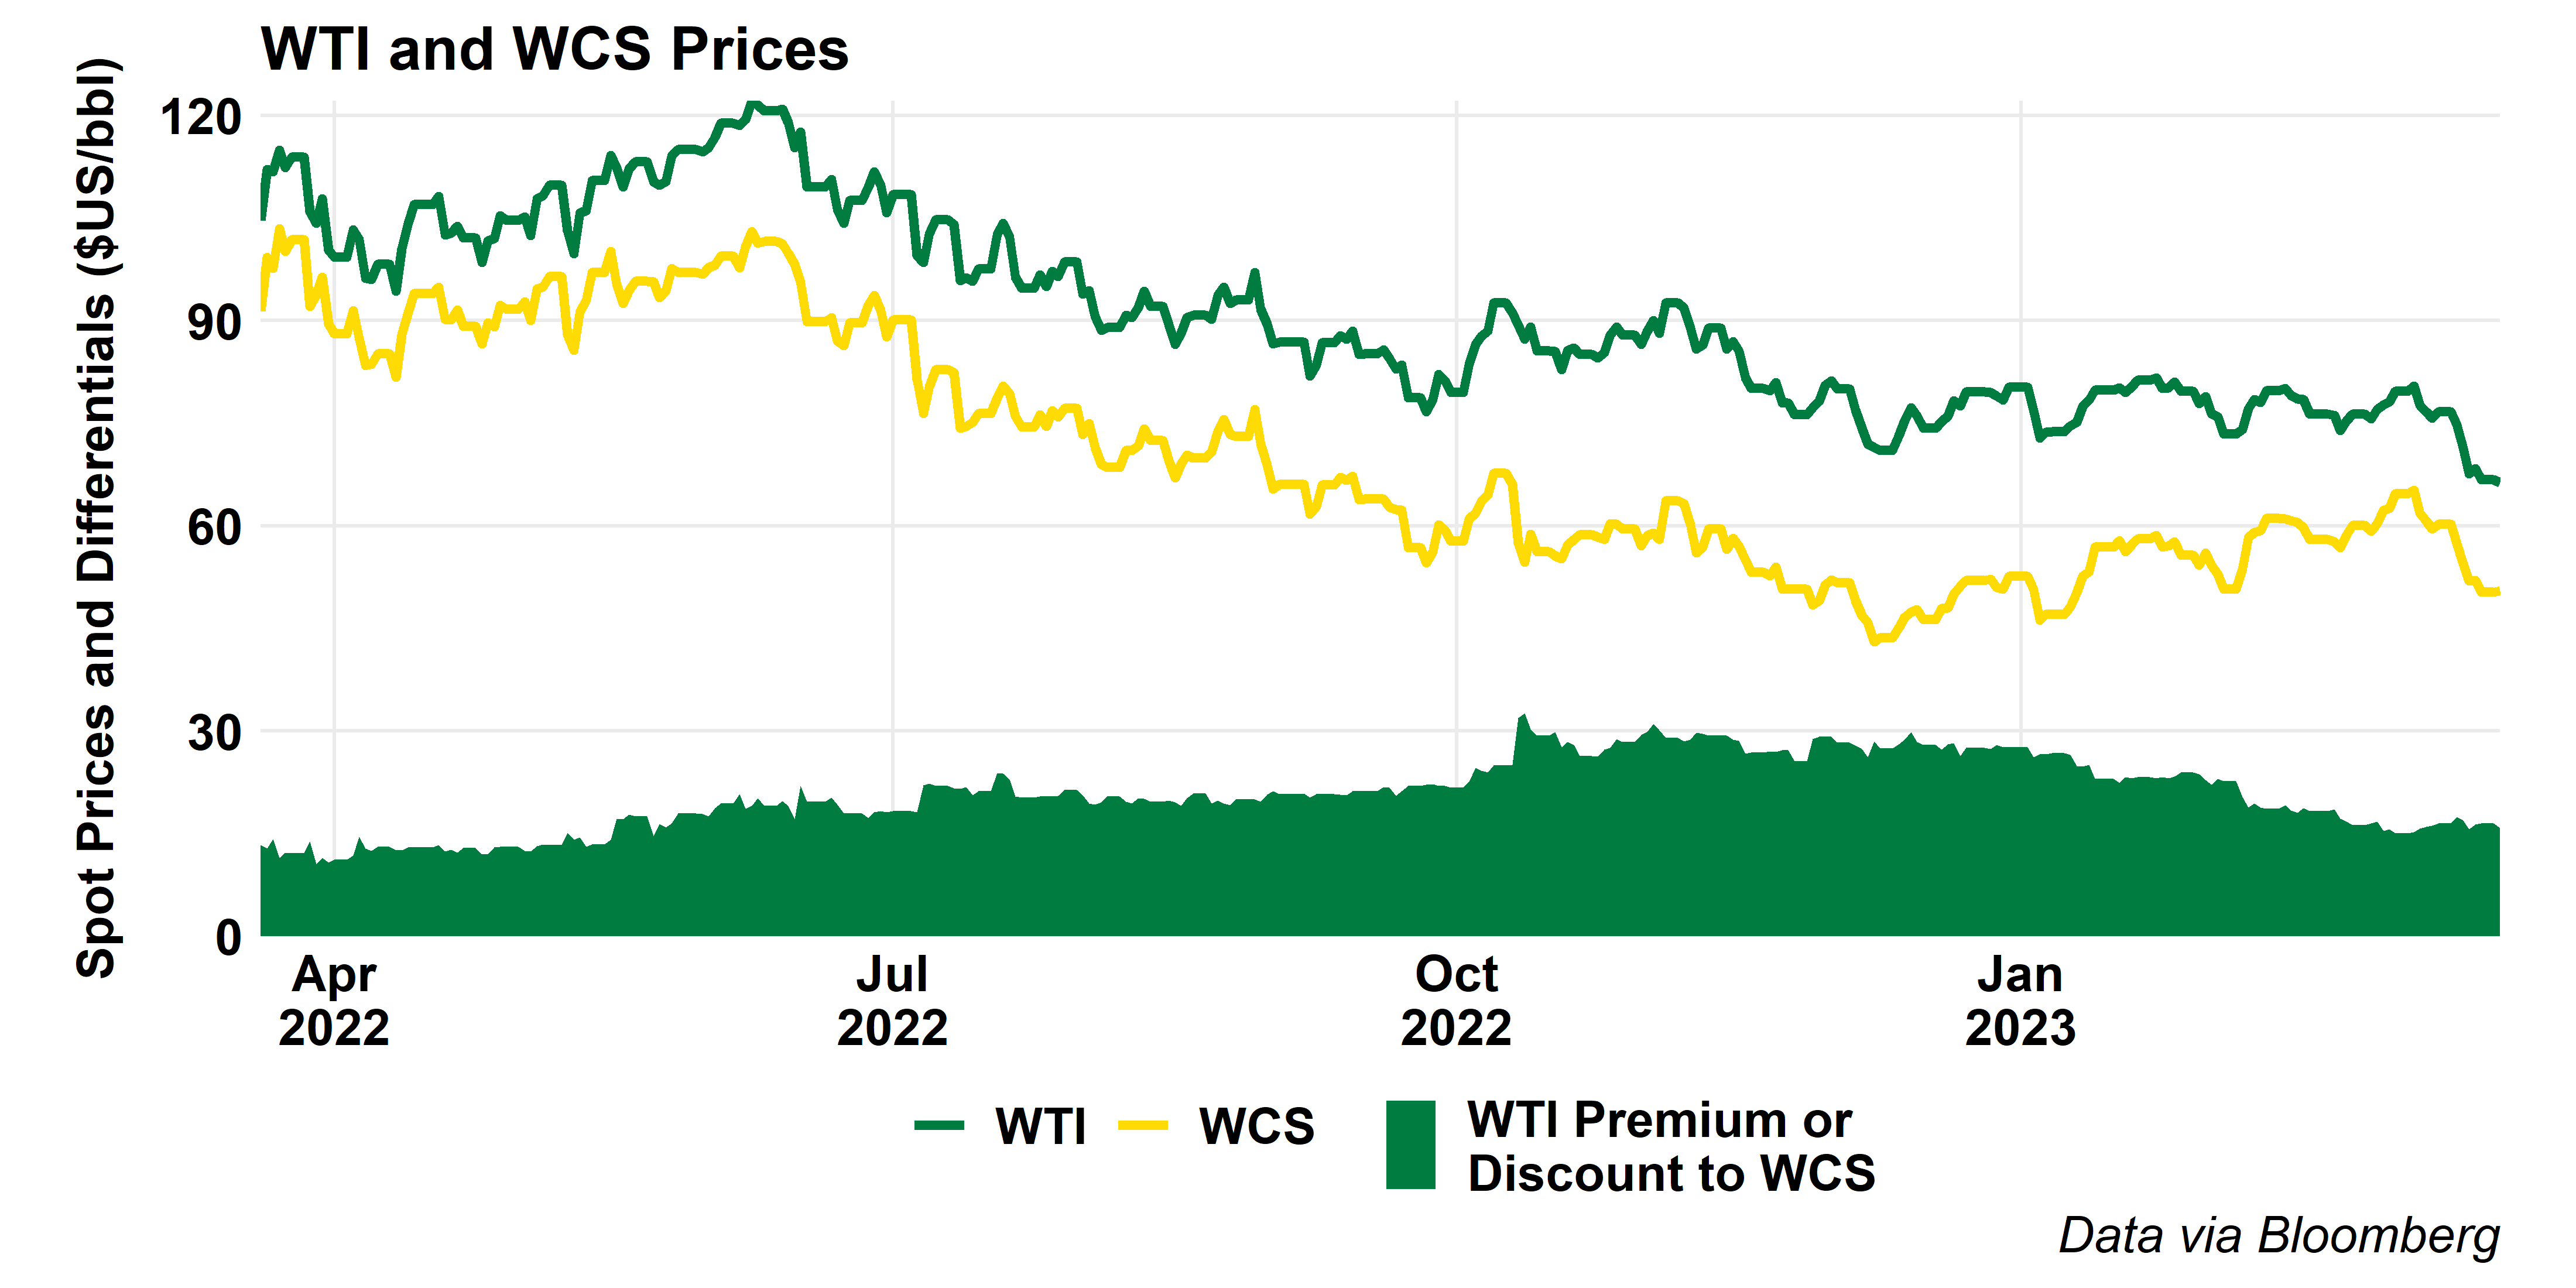 WTI and WCS Prices
Spot Prices and Differentials ($US/bbl)
120
90
60
30
0
Apr
2022
Jul
2022
Oct
2022
Jan
2023
WTI
WCS
WTI Premium or
Discount to WCS
Data via Bloomberg